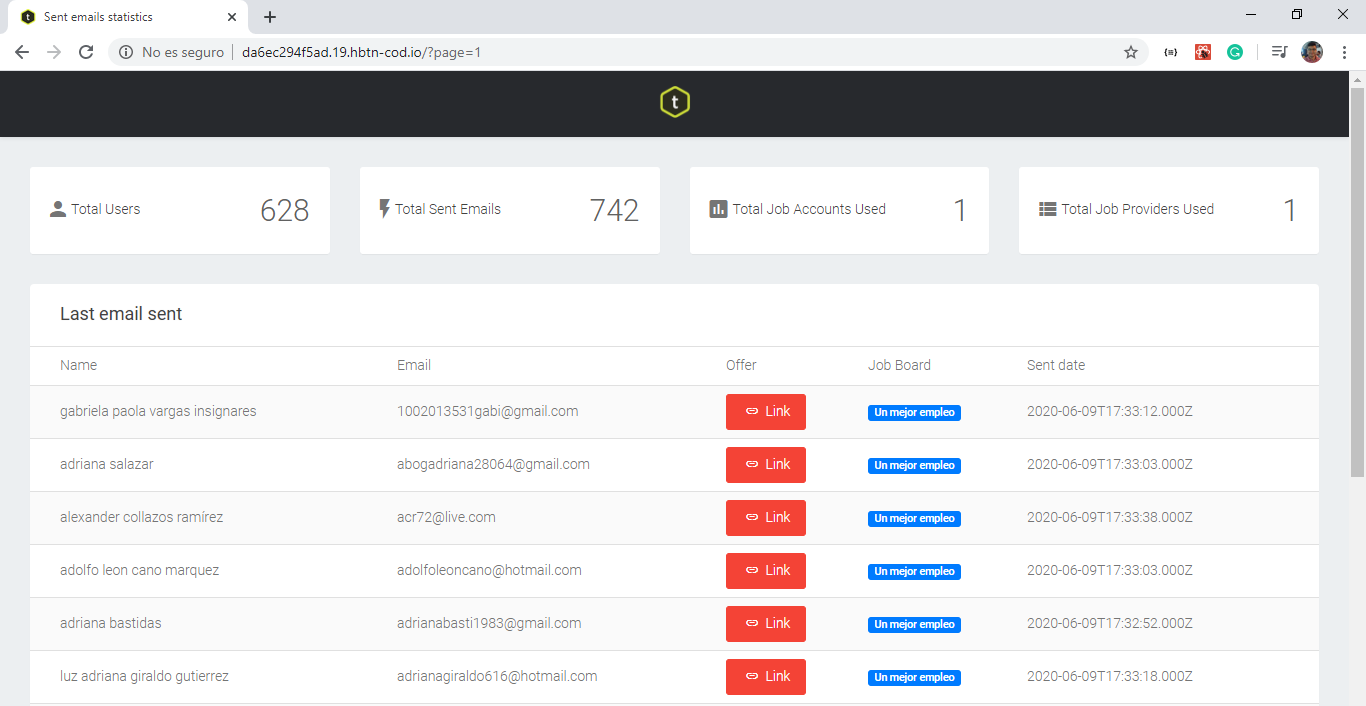 Sent emails statistics
No es seguro da6ec294f5ad.19.hbtn-cod.io/?page=1
t
Total Users 628
Total Sent Emails 742
Total Job Accounts Used 1
Total Job Providers Used 1
Last email sent
Name Email Offer Job Board Sent date
gabriela paola vargas insignares 1002013531gabi@gmail.com Link Un mejor empleo 2020-06-09T17:33:12.000Z
adriana salazar abogadriana28064@gmail.com Link Un mejor empleo 2020-06-09T17:33:03.000Z
alexander collazos ramírez acr72@live.com Link Un mejor empleo 2020-06-09T17:33:38.000Z
adolfo leon cano marquez adolfoleoncano@hotmail.com Link Un mejor empleo 2020-06-09T17:33:03.000Z
adriana bastidas adrianabasti1983@gmail.com Link Un mejor empleo 2020-06-09T17:32:52.000Z
luz adriana giraldo gutierrez adrianagiraldo616@hotmail.com Link Un mejor empleo 2020-06-09T17:33:18.000Z